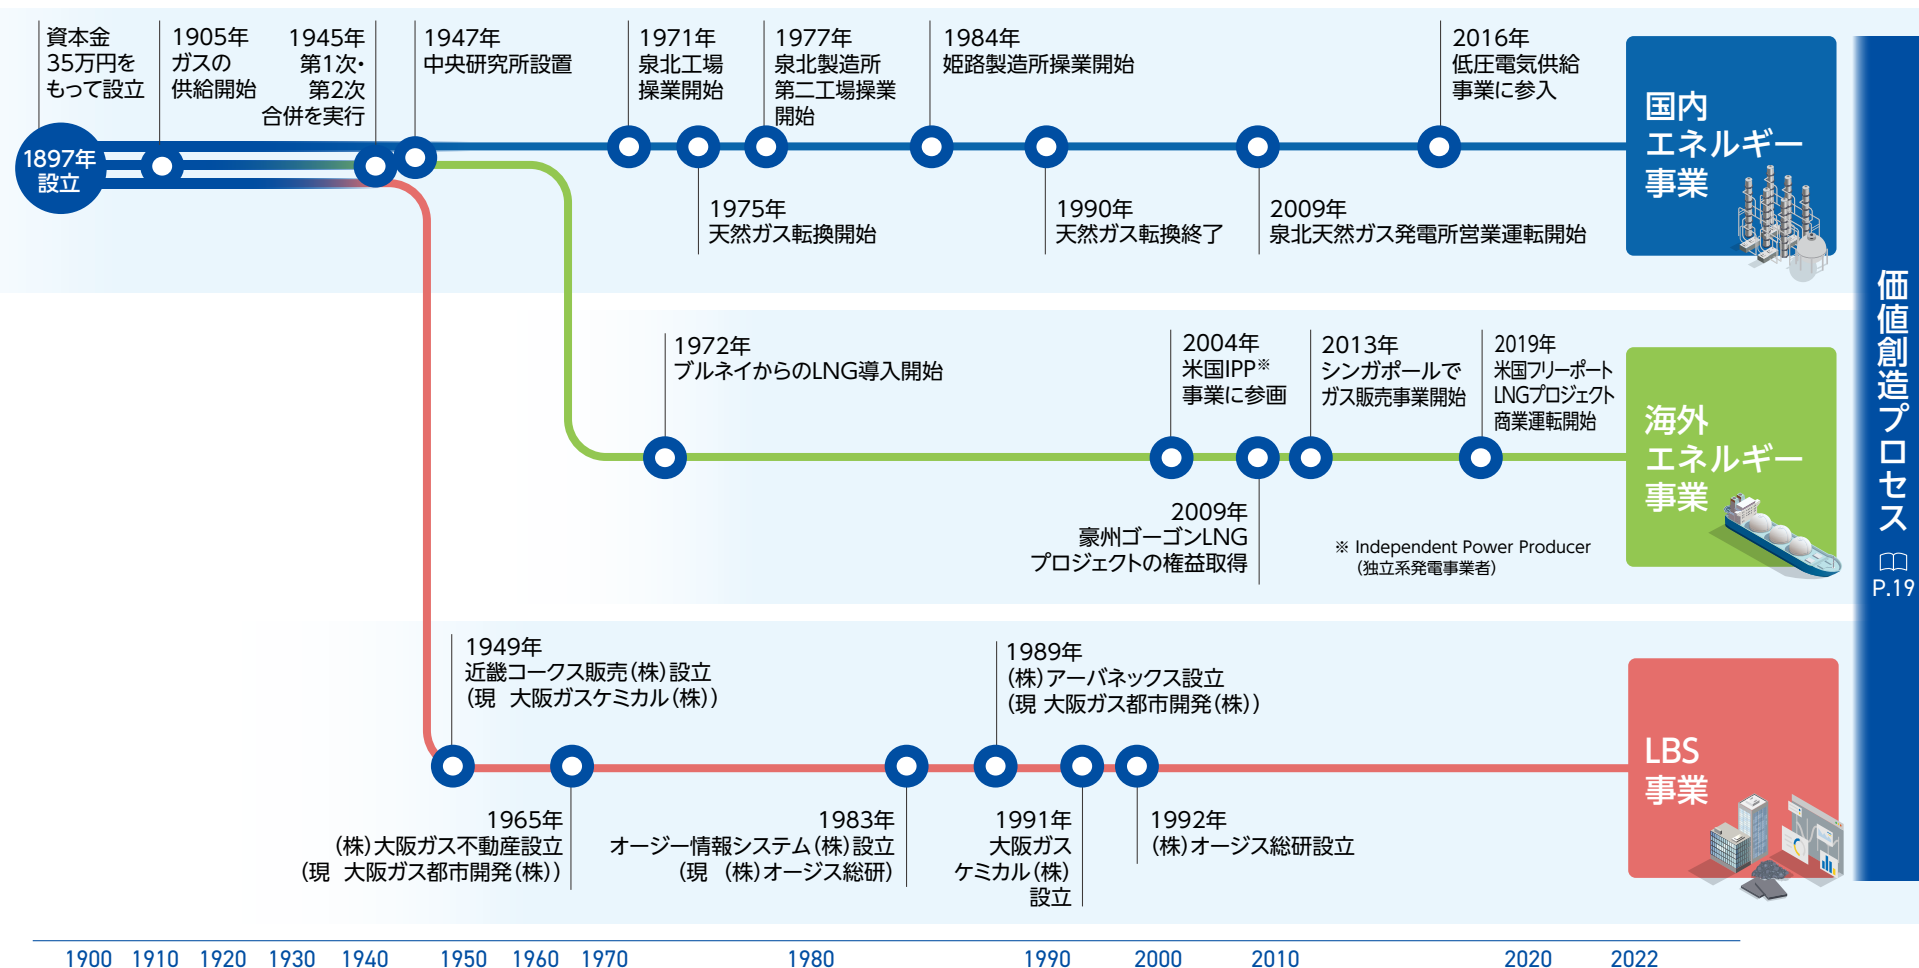 資本金
35万円を
もって設立
1905年
ガスの
供給開始
1945年
第1次・
第2次
合併を実行
1947年
中央研究所設置
1971年
泉北工場
操業開始
1977年
泉北製造所
第二工場操業
開始
1984年
姫路製造所操業開始
2016年
低圧電気供給
事業に参入
1897年
設立
1975年
天然ガス転換開始
1990年
天然ガス転換終了
2009年
泉北天然ガス発電所営業運転開始
国内
エネルギー
事業
1972年
ブルネイからのLNG導入開始
2004年
米国IPP※
事業に参画
2013年
シンガポールで
ガス販売事業開始
2019年
米国フリーポート
LNGプロジェクト
商業運転開始
2009年
豪州ゴーゴンLNG
プロジェクトの権益取得
※ Independent Power Producer
(独立系発電事業者)
海外
エネルギー
事業
1949年
近畿コークス販売(株)設立
(現 大阪ガスケミカル(株))
1989年
(株)アーバネックス設立
(現 大阪ガス都市開発(株))
1965年
(株)大阪ガス不動産設立
(現 大阪ガス都市開発(株))
1983年
オージー情報システム(株)設立
(現 (株)オージス総研)
1991年
大阪ガス
ケミカル(株)
設立
1992年
(株)オージス総研設立
LBS
事業
価値創造プロセス
P.19
1900 1910 1920 1930 1940 1950 1960 1970 1980 1990 2000 2010 2020 2022